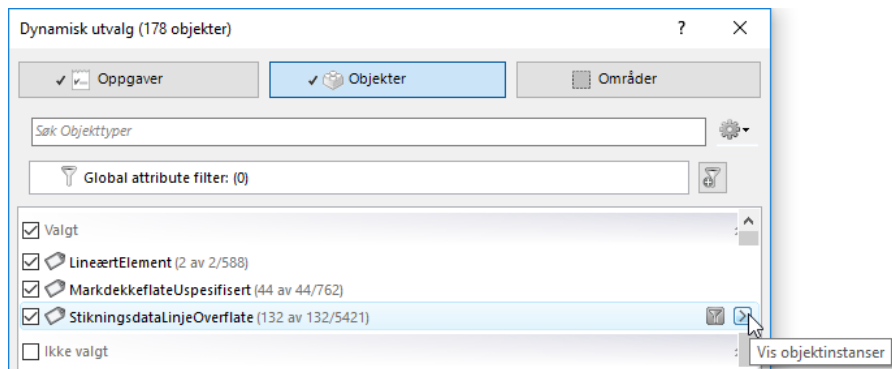 Dynamisk utvalg (178 objekter)
?
Oppgaver
Objekter
Områder
Søk Objekttyper
Global attribute filter: (0)
Valgt
LineærtElement (2 av 2/588)
MarkdekkeflateUspesifisert (44 av 44/762)
StikningsdataLinjeOverflate (132 av 132/5421)
Ikke valgt
Vis objektinstanser